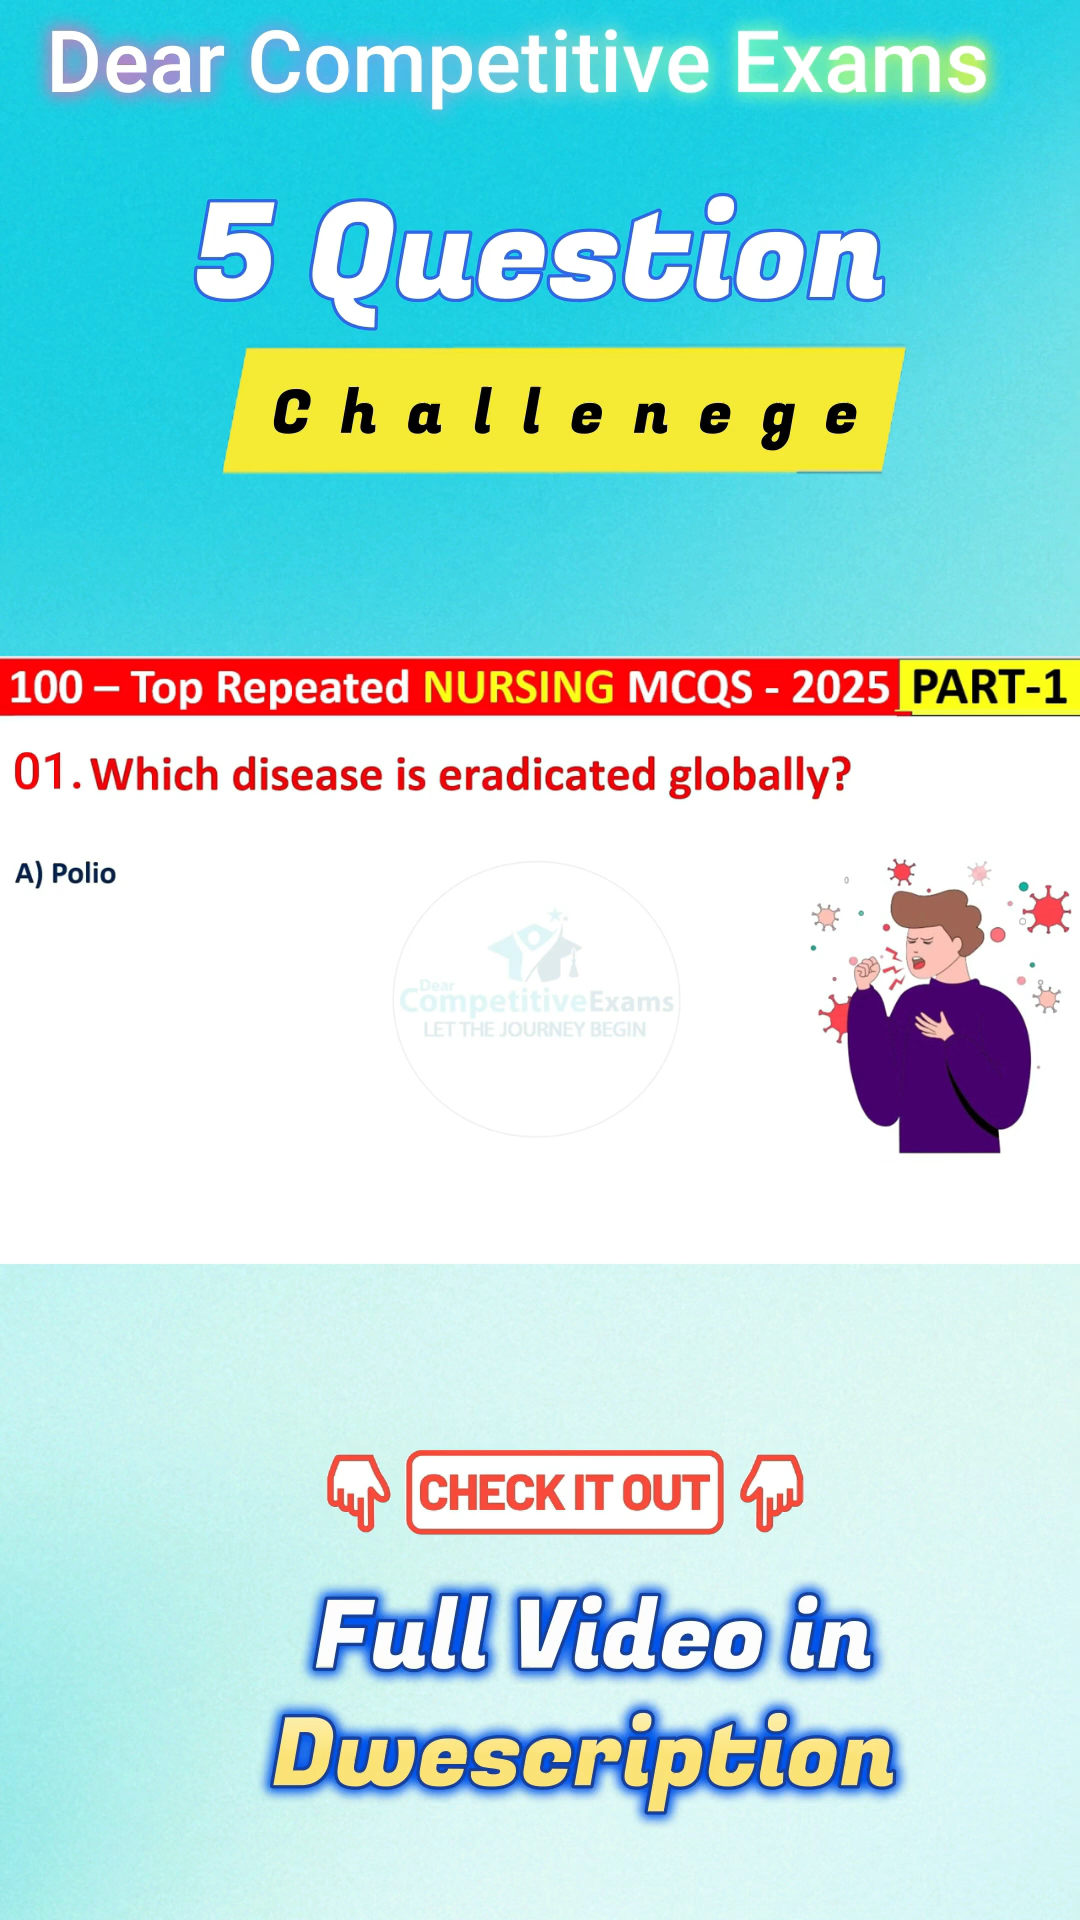 Dear Competitive Exams
5 Question
Challenege
100 – Top Repeated NURSING MCQS - 2025 PART-1
01. Which disease is eradicated globally?
A) Polio
Dear
CompetitiveExams
LET THE JOURNEY BEGIN
CHECK IT OUT
Full Video in
Dwescription